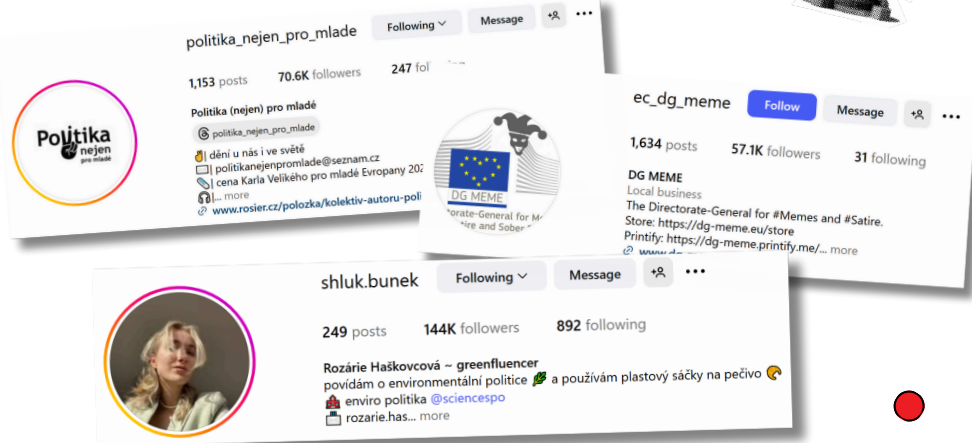 politika_nejen_pro_mlade Following Message
1,153 posts 70.6K followers 247
Politika (nejen) pro mladé
politika_nejen_pro_mlade
| dění u nás i ve světě
| politikanejenpromlade@seznam.cz
| cena Karla Velikého pro mladé Evropany
|... more
www.rosier.cz/polozka/kolektiv-autoru-poli
Politika
nejen
pro mladé
ec_dg_meme Follow Message
1,634 posts 57.1K followers 31 following
DG MEME
Local business
The Directorate-General for #Memes and #Satire.
Store: https://dg-meme.eu/store
Printify: https://dg-meme.printify.me/... more
DG MEME
shluk.bunek Following Message
249 posts 144K followers 892 following
Rozárie Haškovcová ~ greenfluencer
povídám o environmentální politice a používám plastový sáčky na pečivo
enviro politika @sciencespo
rozarie.has... more